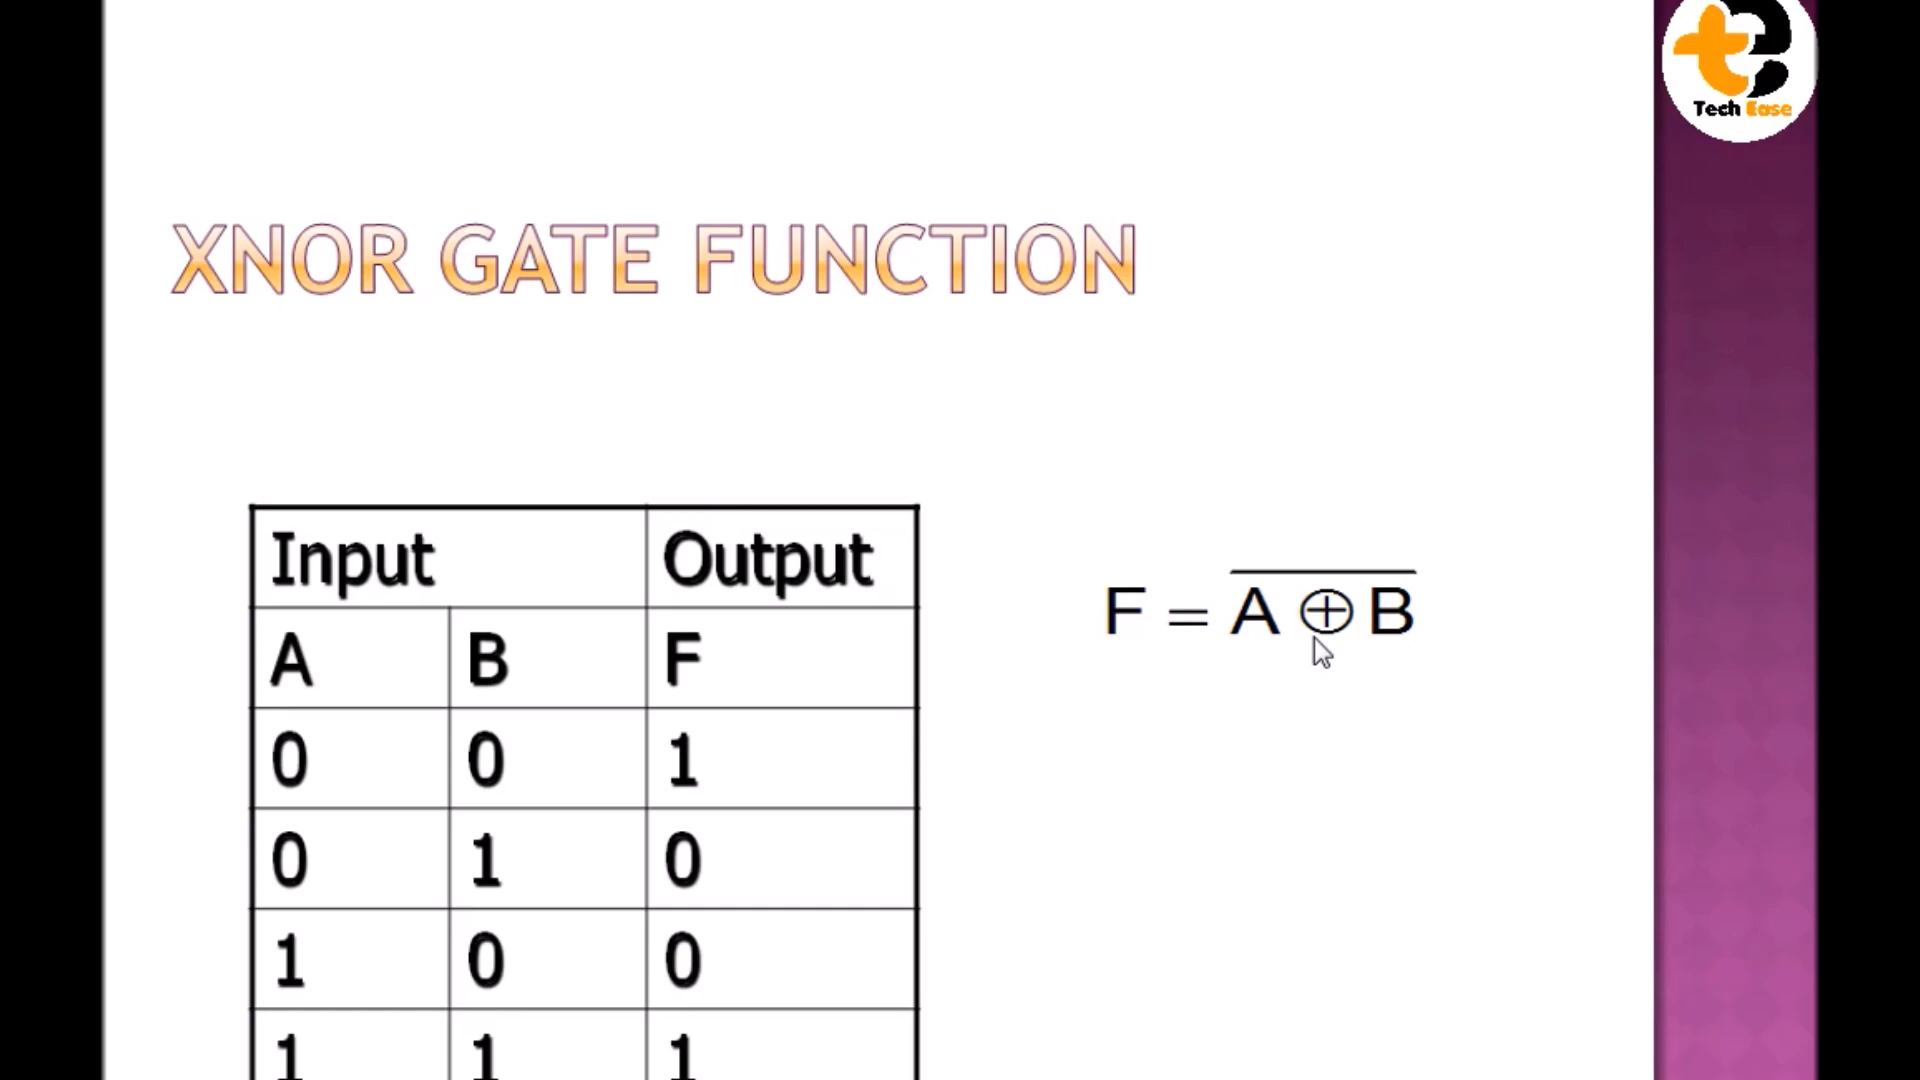 Tech Ease
XNOR GATE FUNCTION
Input Output
A B F
0 0 1
0 1 0
1 0 0
1 1 1
F = \overline{A ⊕ B}